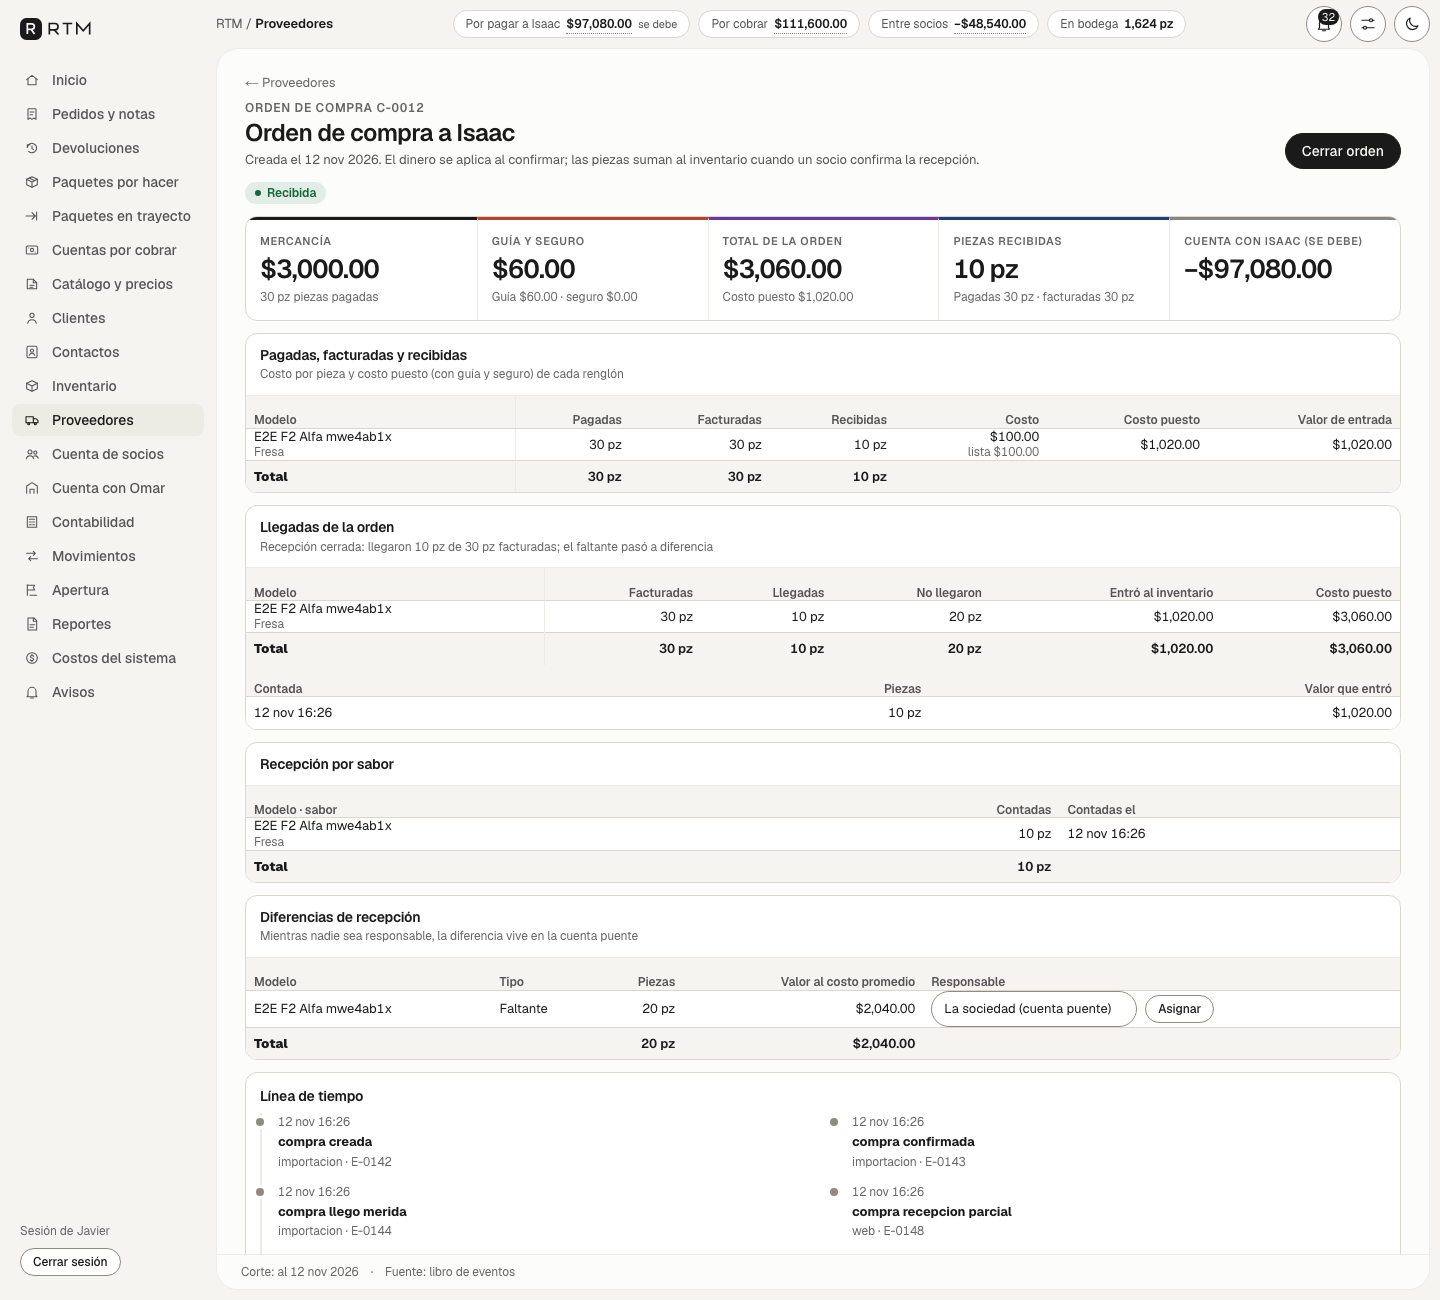 R RTM
RTM / Proveedores
Por pagar a Isaac $97,080.00 se debe
Por cobrar $111,600.00
Entre socios −$48,540.00
En bodega 1,624 pz
32
Inicio
Pedidos y notas
Devoluciones
Paquetes por hacer
Paquetes en trayecto
Cuentas por cobrar
Catálogo y precios
Clientes
Contactos
Inventario
Proveedores
Cuenta de socios
Cuenta con Omar
Contabilidad
Movimientos
Apertura
Reportes
Costos del sistema
Avisos
Sesión de Javier
Cerrar sesión
← Proveedores
ORDEN DE COMPRA C-0012
Orden de compra a Isaac
Creada el 12 nov 2026. El dinero se aplica al confirmar; las piezas suman al inventario cuando un socio confirma la recepción.
Cerrar orden
Recibida
MERCANCÍA
$3,000.00
30 pz piezas pagadas
GUÍA Y SEGURO
$60.00
Guía $60.00 · seguro $0.00
TOTAL DE LA ORDEN
$3,060.00
Costo puesto $1,020.00
PIEZAS RECIBIDAS
10 pz
Pagadas 30 pz · facturadas 30 pz
CUENTA CON ISAAC (SE DEBE)
−$97,080.00
Pagadas, facturadas y recibidas
Costo por pieza y costo puesto (con guía y seguro) de cada renglón
Modelo Pagadas Facturadas Recibidas Costo Costo puesto Valor de entrada
E2E F2 Alfa mwe4ab1x 30 pz 30 pz 10 pz $100.00 $1,020.00 $1,020.00
Fresa lista $100.00
Total 30 pz 30 pz 10 pz
Llegadas de la orden
Recepción cerrada: llegaron 10 pz de 30 pz facturadas; el faltante pasó a diferencia
Modelo Facturadas Llegadas No llegaron Entró al inventario Costo puesto
E2E F2 Alfa mwe4ab1x 30 pz 10 pz 20 pz $1,020.00 $3,060.00
Fresa
Total 30 pz 10 pz 20 pz $1,020.00 $3,060.00
Contada Piezas Valor que entró
12 nov 16:26 10 pz $1,020.00
Recepción por sabor
Modelo · sabor Contadas Contadas el
E2E F2 Alfa mwe4ab1x 10 pz 12 nov 16:26
Fresa
Total 10 pz
Diferencias de recepción
Mientras nadie sea responsable, la diferencia vive en la cuenta puente
Modelo Tipo Piezas Valor al costo promedio Responsable
E2E F2 Alfa mwe4ab1x Faltante 20 pz $2,040.00 La sociedad (cuenta puente) Asignar
Total 20 pz $2,040.00
Línea de tiempo
12 nov 16:26
compra creada
importacion · E-0142
12 nov 16:26
compra confirmada
importacion · E-0143
12 nov 16:26
compra llego merida
importacion · E-0144
12 nov 16:26
compra recepcion parcial
web · E-0148
Corte: al 12 nov 2026 · Fuente: libro de eventos